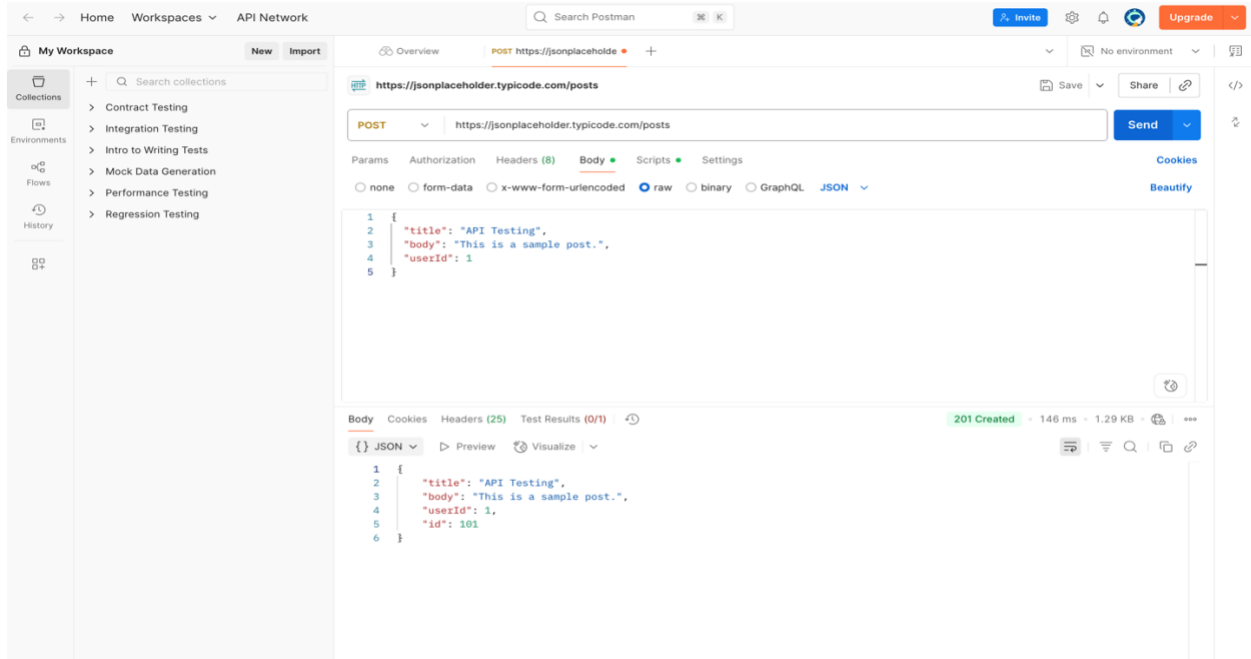 Home Workspaces API Network Search Postman ⌘ K Invite Upgrade
My Workspace New Import Overview POST https://jsonplaceholde No environment
Collections
Environments
Flows
History
Search collections
Contract Testing
Integration Testing
Intro to Writing Tests
Mock Data Generation
Performance Testing
Regression Testing
HTTP https://jsonplaceholder.typicode.com/posts Save Share
POST https://jsonplaceholder.typicode.com/posts Send
Params Authorization Headers (8) Body Scripts Settings Cookies
none form-data x-www-form-urlencoded raw binary GraphQL JSON Beautify
1 {
2 "title": "API Testing",
3 "body": "This is a sample post.",
4 "userId": 1
5 }
Body Cookies Headers (25) Test Results (0/1) 201 Created 146 ms 1.29 KB
{} JSON Preview Visualize
1 {
2 "title": "API Testing",
3 "body": "This is a sample post.",
4 "userId": 1,
5 "id": 101
6 }